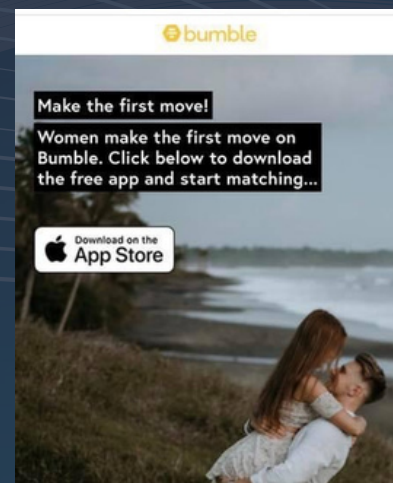 bumble
Make the first move!
Women make the first move on
Bumble. Click below to download
the free app and start matching...
Download on the
App Store